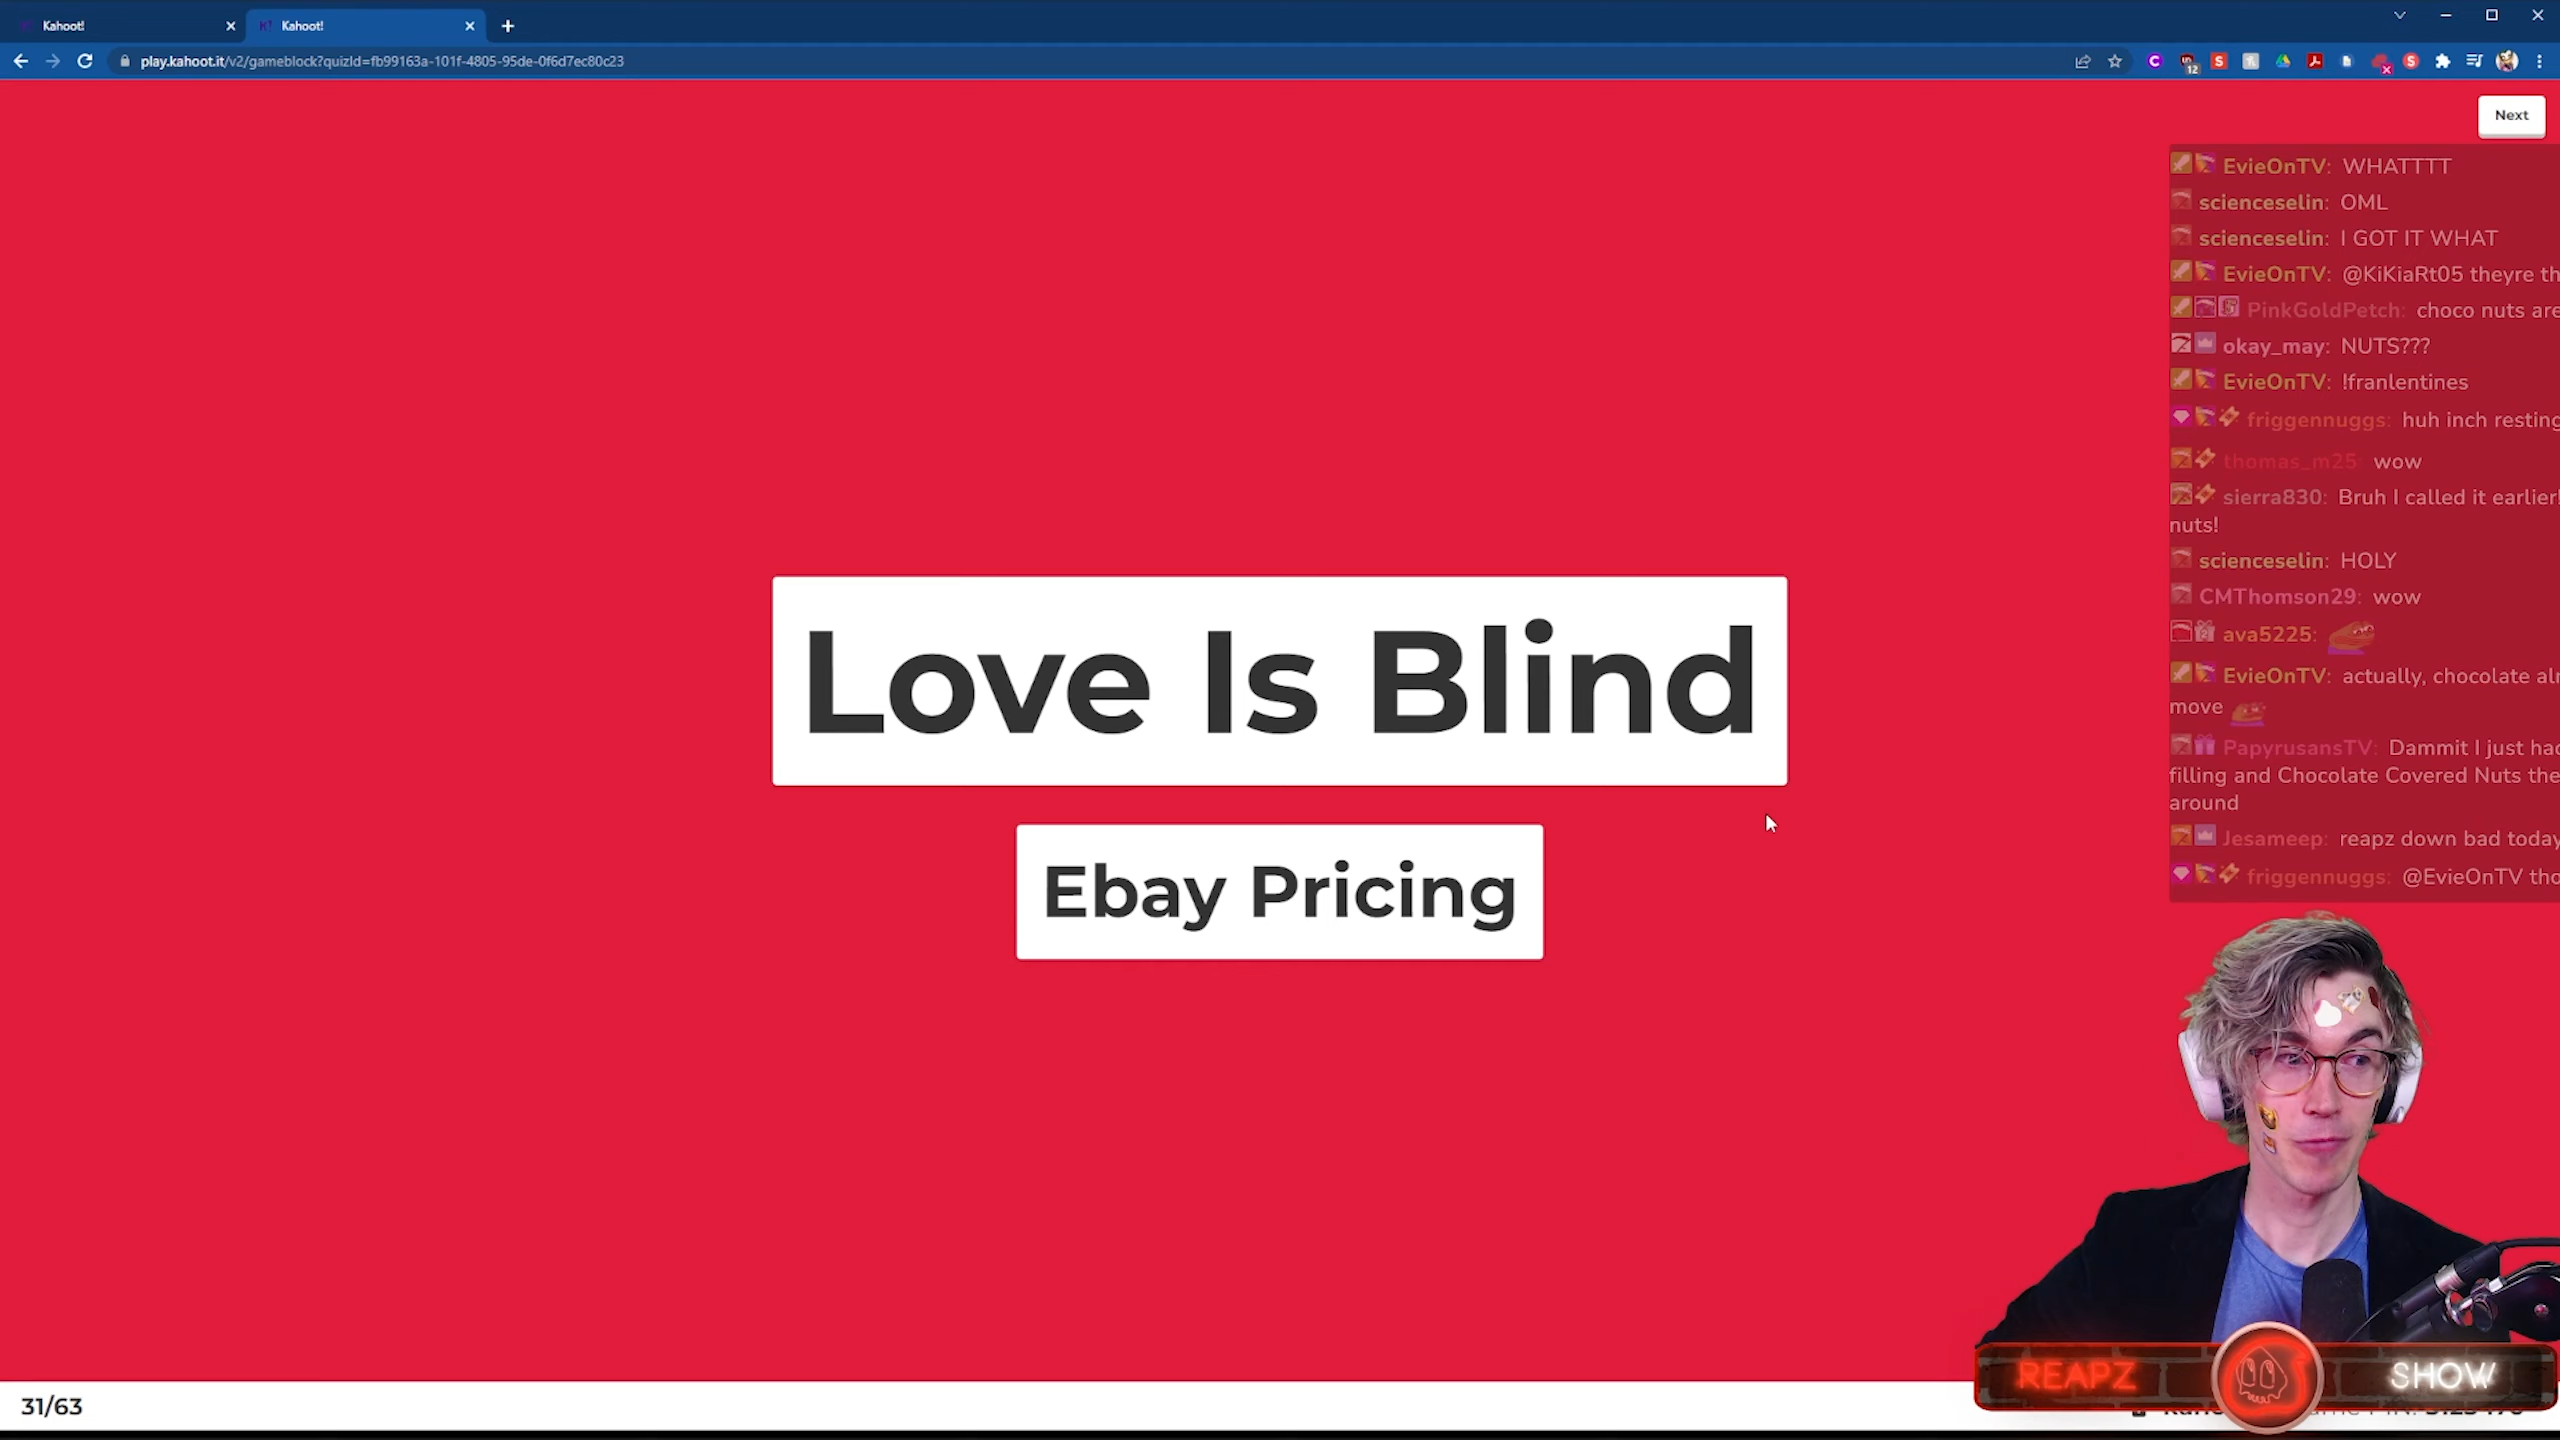 Kahoot!
Kahoot!
play.kahoot.it/v2/gameblock?quizId=fb99163a-101f-4805-95de-0f6d7ec80c23
12
Next
EvieOnTV: WHATTTT
scienceselin: OML
scienceselin: I GOT IT WHAT
EvieOnTV: @KiKiaRt05 theyre th
PinkGoldPetch: choco nuts are
okay_may: NUTS???
EvieOnTV: !franlentines
friggennuggs: huh inch resting
thomas_m25: wow
sierra830: Bruh I called it earlier!
nuts!
scienceselin: HOLY
CMThomson29: wow
ava5225:
EvieOnTV: actually, chocolate alr
move
PapyrusansTV: Dammit I just had
filling and Chocolate Covered Nuts the
around
Jesameep: reapz down bad today
friggennuggs: @EvieOnTV tho
Love Is Blind
Ebay Pricing
REAPZ SHOW
31/63